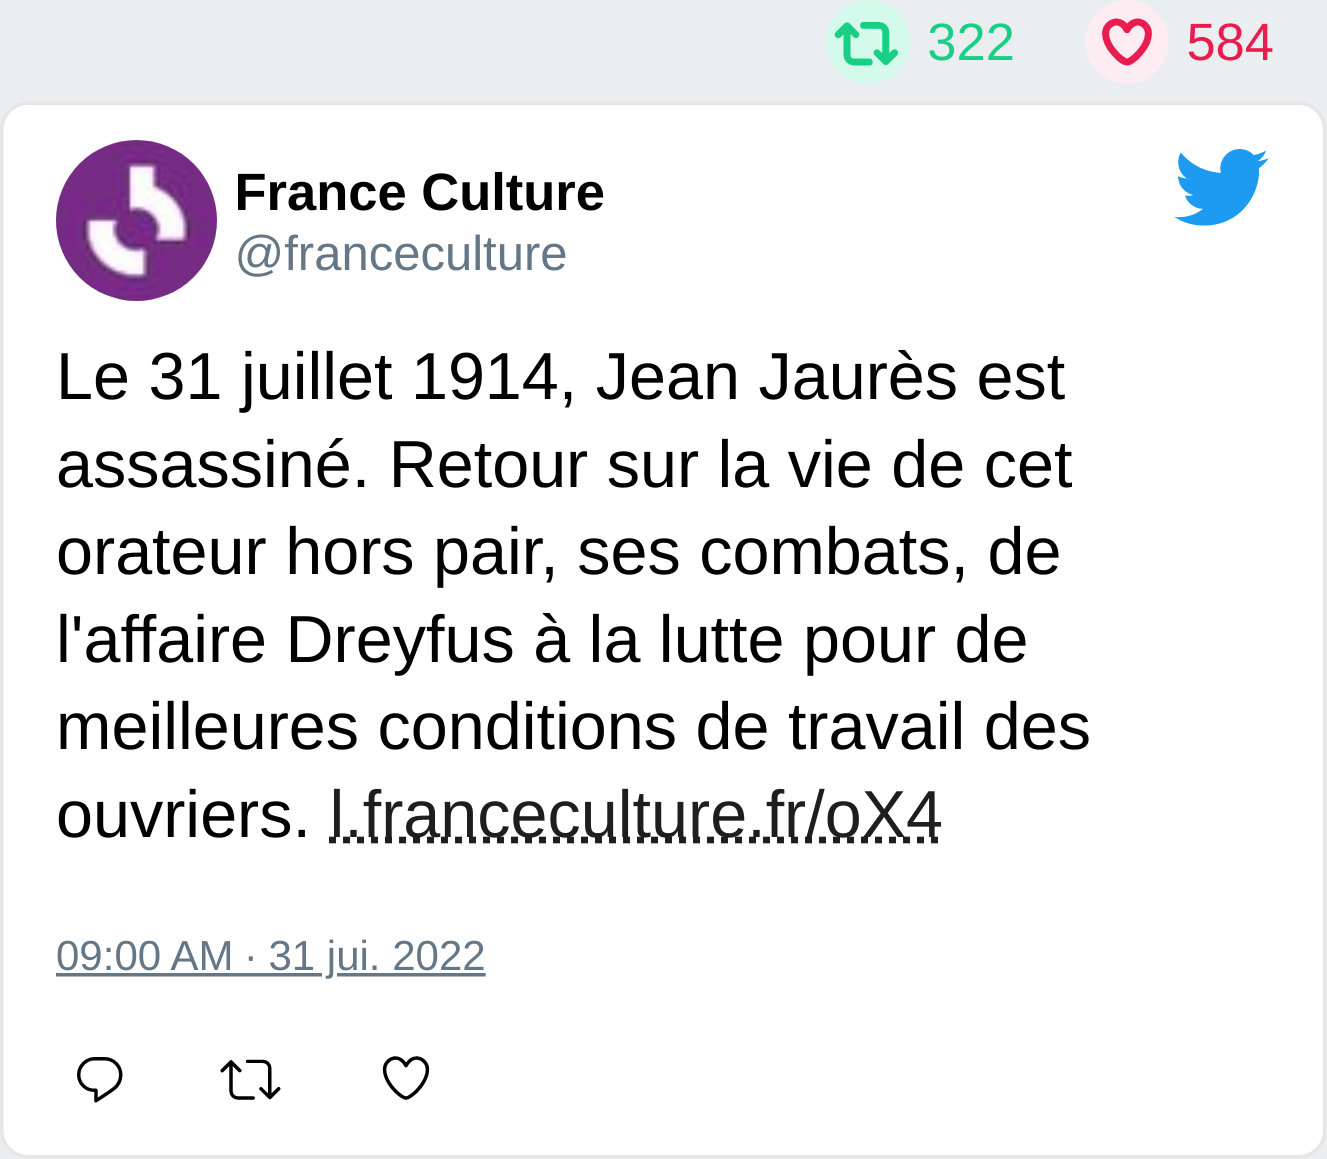 322 584
France Culture
@franceculture
Le 31 juillet 1914, Jean Jaurès est
assassiné. Retour sur la vie de cet
orateur hors pair, ses combats, de
l'affaire Dreyfus à la lutte pour de
meilleures conditions de travail des
ouvriers. l.franceculture.fr/oX4
09:00 AM · 31 jui. 2022